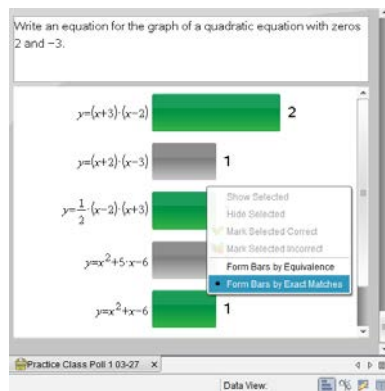 Write an equation for the graph of a quadratic equation with zeros
2 and −3.
y=(x+3)·(x−2) 2
y=(x+2)·(x−3) 1
y=1/2·(x−2)·(x+3)
Show Selected
Hide Selected
Mark Selected Correct
Mark Selected Incorrect
Form Bars by Equivalence
Form Bars by Exact Matches
y=x²+5·x−6
y=x²+x−6 1
Practice Class Poll 1 03-27 ×
Data View: %